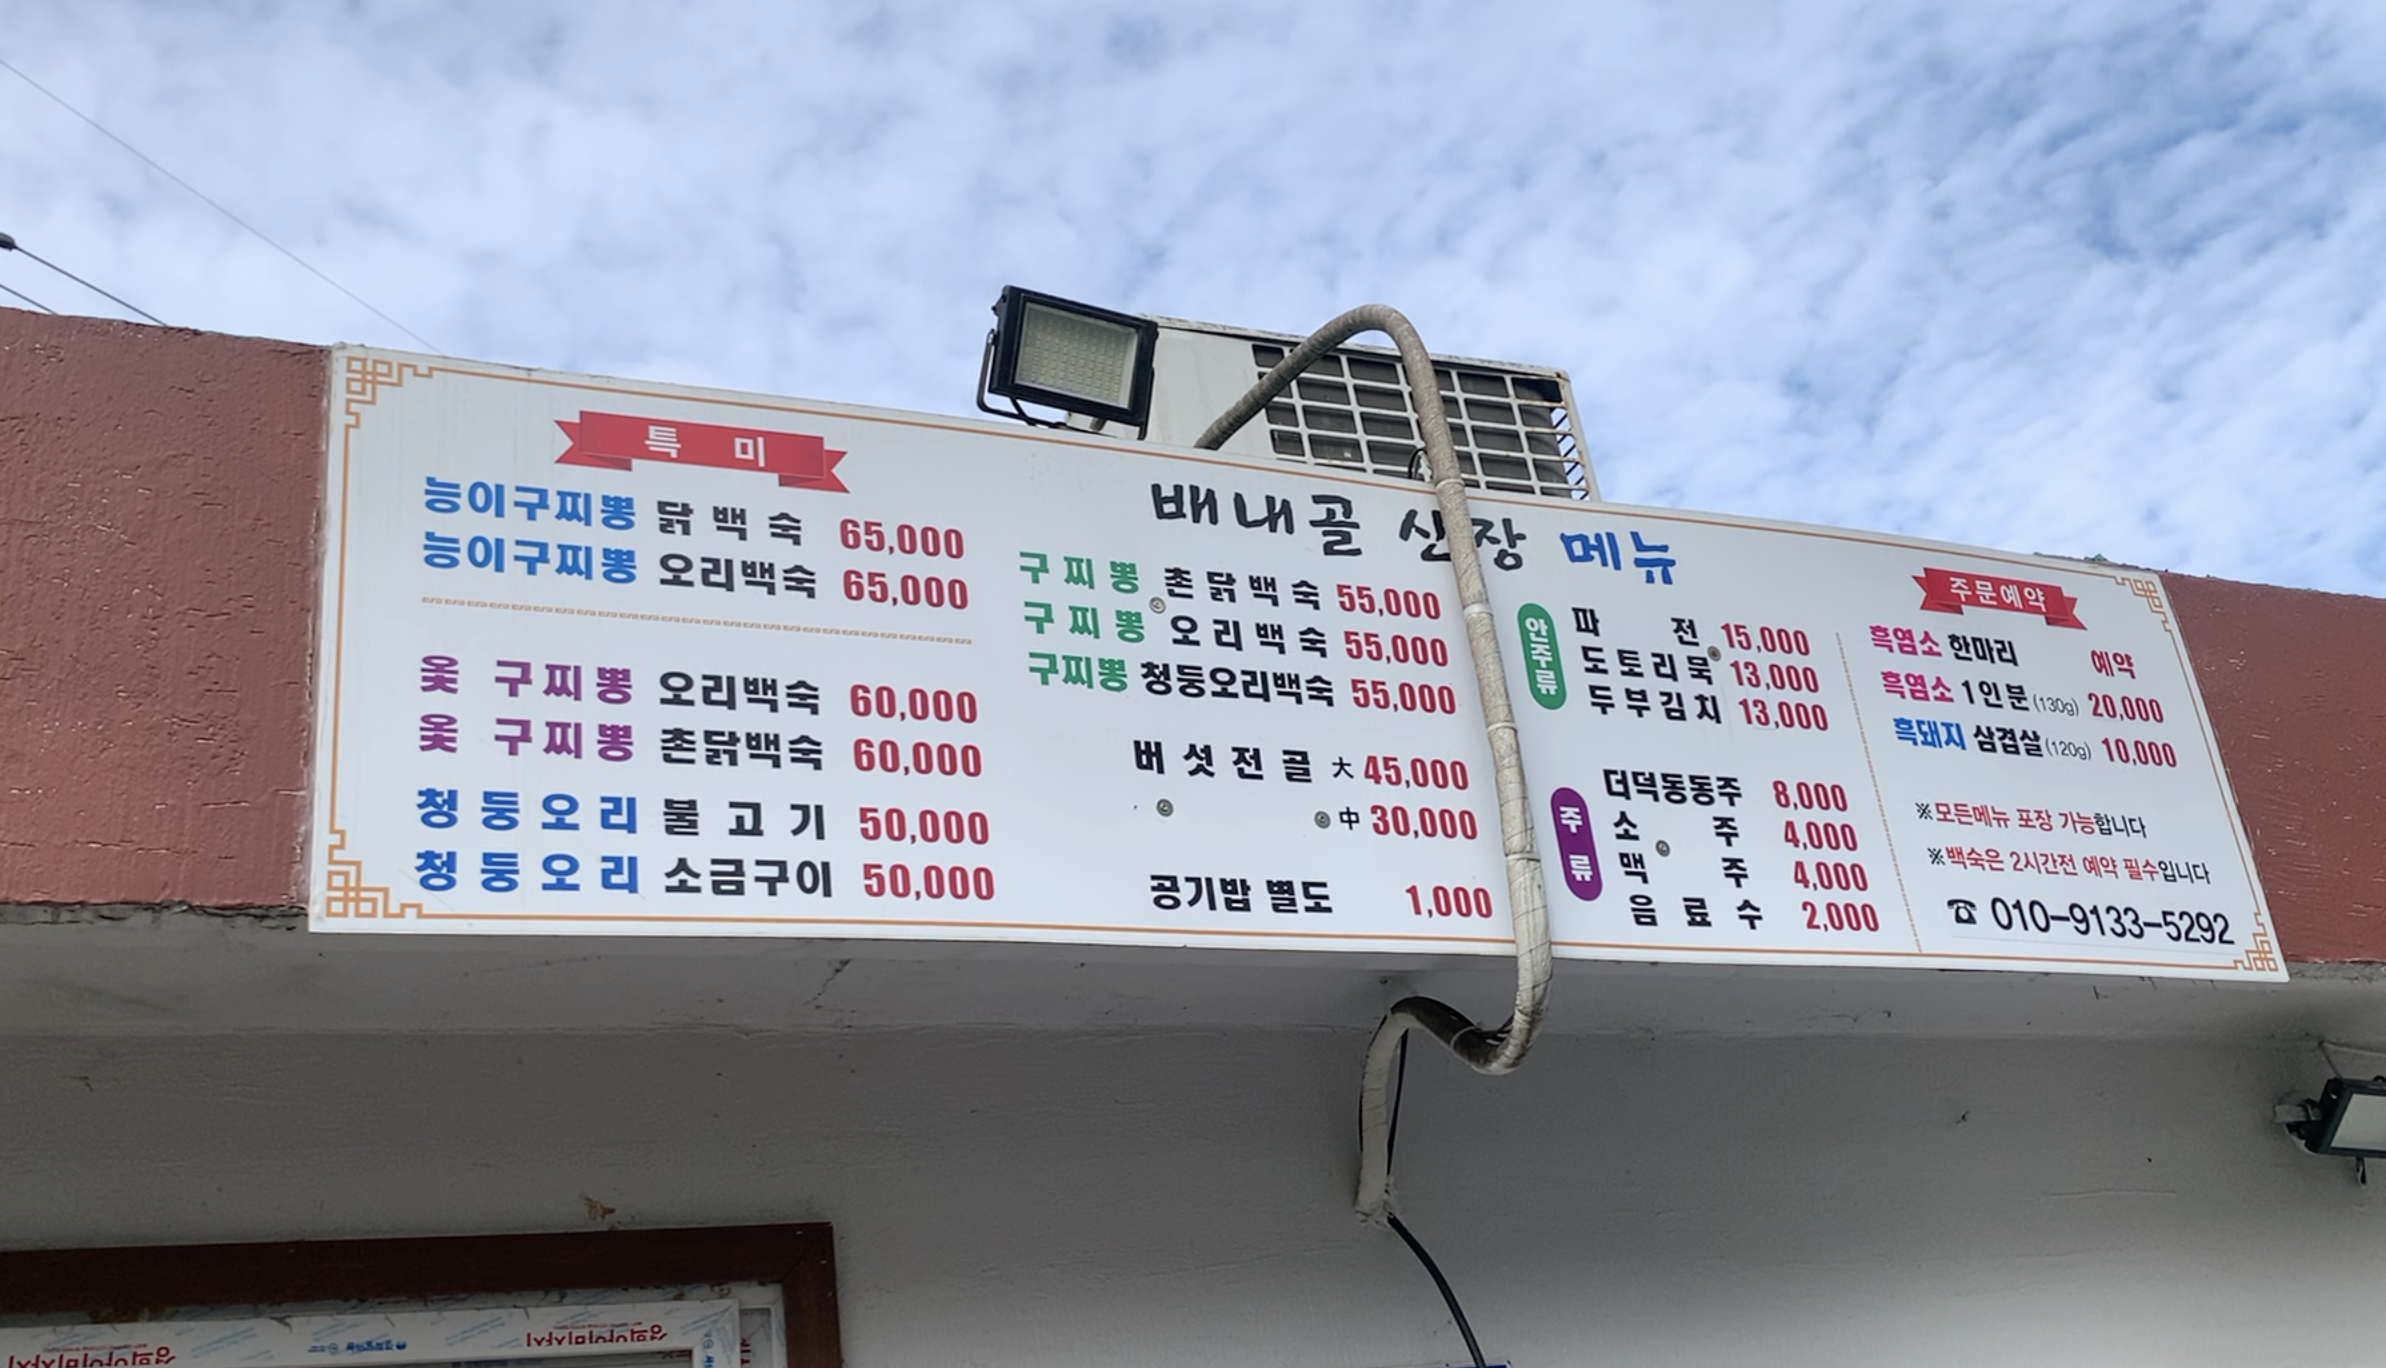 특 미
능이구찌뽕 닭백숙 65,000
능이구찌뽕 오리백숙 65,000
옻 구찌뽕 오리백숙 60,000
옻 구찌뽕 촌닭백숙 60,000
청둥오리 불고기 50,000
청둥오리 소금구이 50,000
배내골 산장 메뉴
구찌뽕 촌닭백숙 55,000
구찌뽕 오리백숙 55,000
구찌뽕 청둥오리백숙 55,000
버섯전골 大 45,000
中 30,000
공기밥 별도 1,000
안주류
파 전 15,000
도토리묵 13,000
두부김치 13,000
주류
더덕동동주 8,000
소 주 4,000
맥 주 4,000
음료수 2,000
주문예약
흑염소 한마리 예약
흑염소 1인분(130g) 20,000
흑돼지 삼겹살(120g) 10,000
※모든메뉴 포장 가능합니다
※백숙은 2시간전 예약 필수입니다
☎ 010-9133-5292